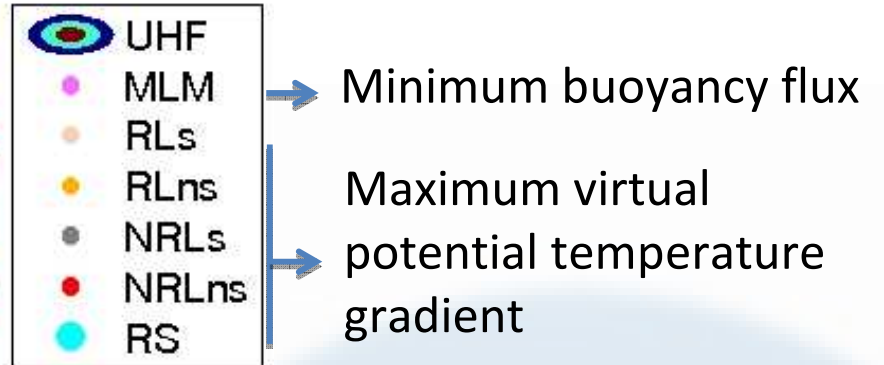 UHF
MLM
RLs
RLns
NRLs
NRLns
RS
Minimum buoyancy flux
Maximum virtual
potential temperature
gradient